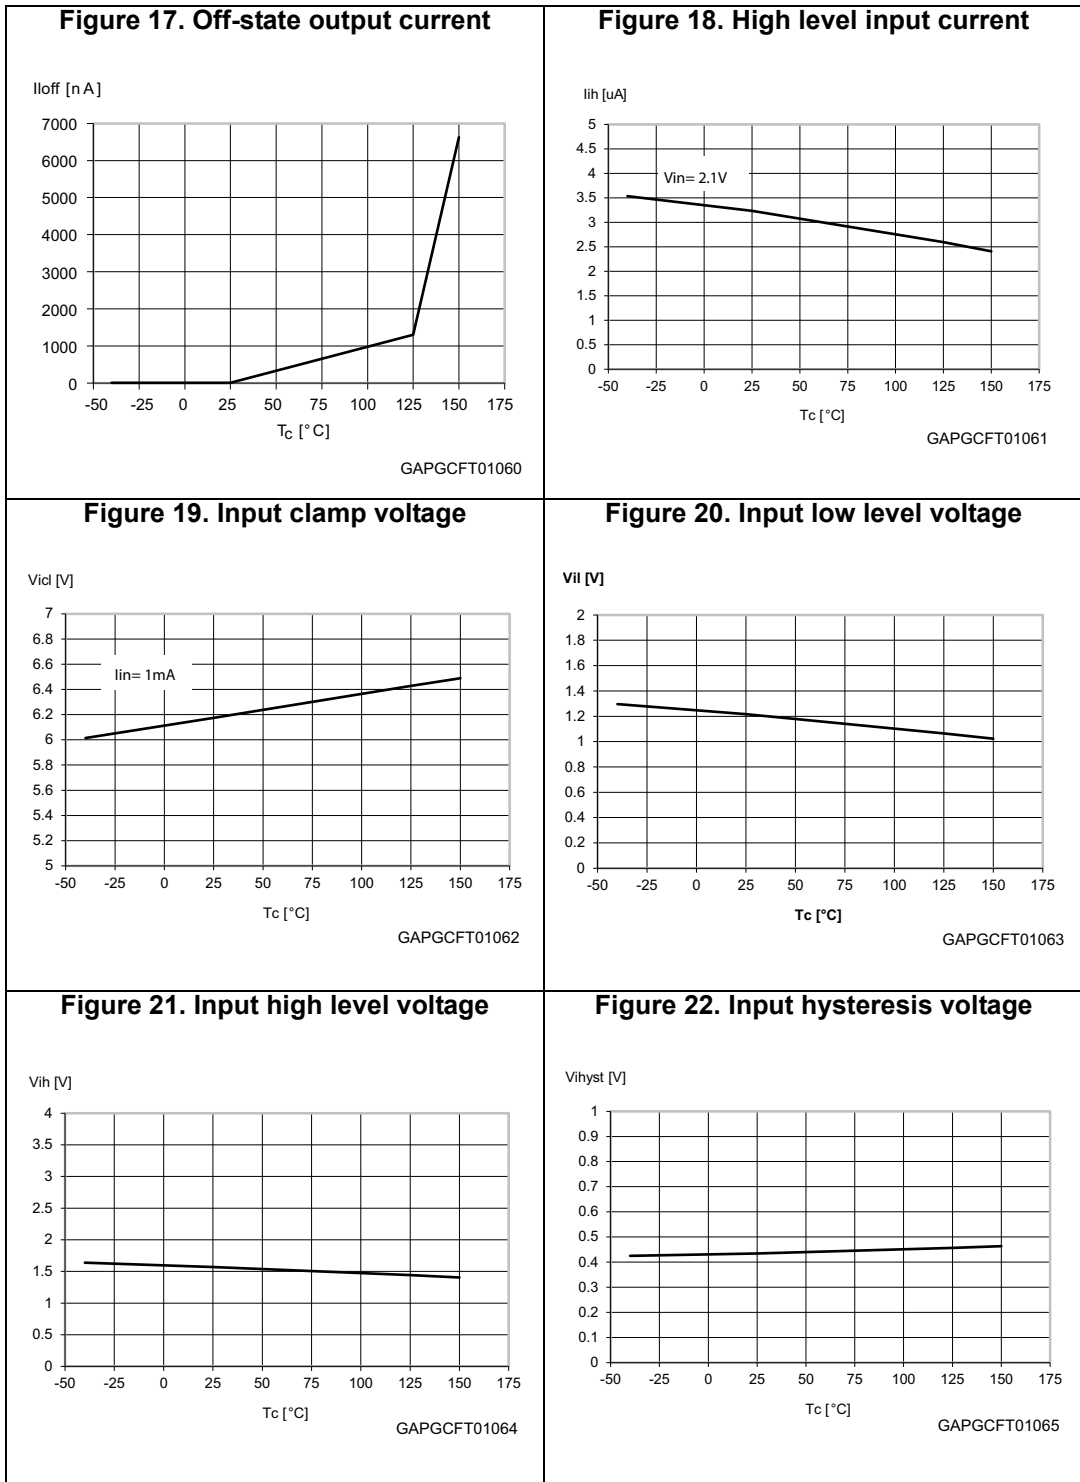 Figure 17. Off-state output current
Iloff [n A]
7000
6000
5000
4000
3000
2000
1000
0
-50 -25 0 25 50 75 100 125 150 175
TC [° C]
GAPGCFT01060
Figure 18. High level input current
Iih [uA]
5
4.5
4
3.5
3
2.5
2
1.5
1
0.5
0
Vin= 2.1V
-50 -25 0 25 50 75 100 125 150 175
Tc [°C]
GAPGCFT01061
Figure 19. Input clamp voltage
Vicl [V]
7
6.8
6.6
6.4
6.2
6
5.8
5.6
5.4
5.2
5
Iin= 1mA
-50 -25 0 25 50 75 100 125 150 175
Tc [°C]
GAPGCFT01062
Figure 20. Input low level voltage
Vil [V]
2
1.8
1.6
1.4
1.2
1
0.8
0.6
0.4
0.2
0
-50 -25 0 25 50 75 100 125 150 175
Tc [°C]
GAPGCFT01063
Figure 21. Input high level voltage
Vih [V]
4
3.5
3
2.5
2
1.5
1
0.5
0
-50 -25 0 25 50 75 100 125 150 175
Tc [°C]
GAPGCFT01064
Figure 22. Input hysteresis voltage
Vihyst [V]
1
0.9
0.8
0.7
0.6
0.5
0.4
0.3
0.2
0.1
0
-50 -25 0 25 50 75 100 125 150 175
Tc [°C]
GAPGCFT01065